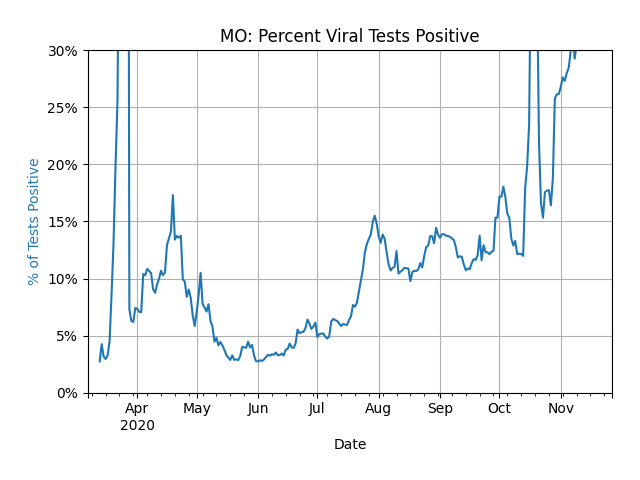 MO: Percent Viral Tests Positive
% of Tests Positive
30%
25%
20%
15%
10%
5%
0%
Apr May Jun Jul Aug Sep Oct Nov
2020
Date